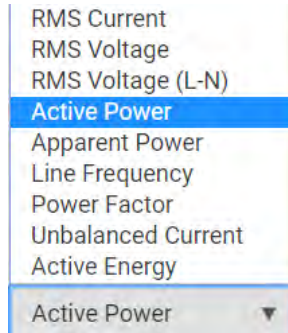 RMS Current
RMS Voltage
RMS Voltage (L-N)
Active Power
Apparent Power
Line Frequency
Power Factor
Unbalanced Current
Active Energy
Active Power